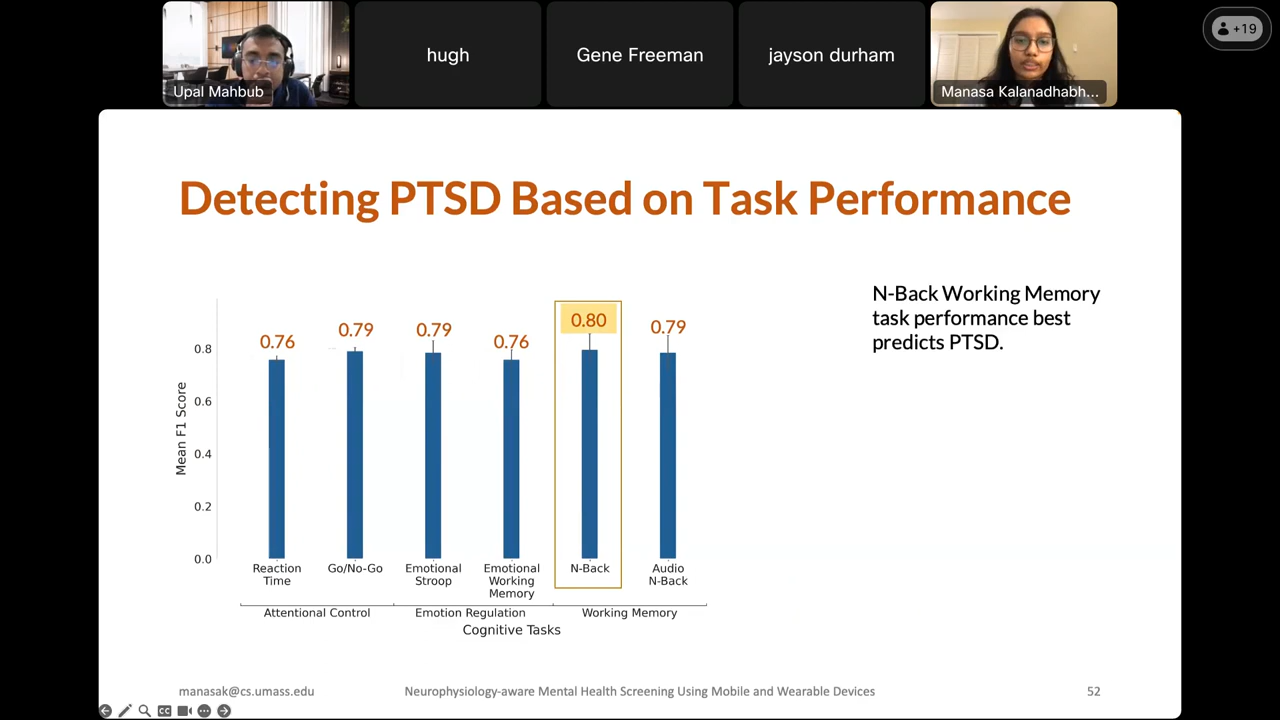 Upal Mahbub
hugh
Gene Freeman
jayson durham
Manasa Kalanadhabh...
+19
Detecting PTSD Based on Task Performance
N-Back Working Memory
task performance best
predicts PTSD.
0.76
0.79
0.79
0.76
0.80
0.79
Mean F1 Score
0.8
0.6
0.4
0.2
0.0
Reaction
Time
Go/No-Go
Emotional
Stroop
Emotional
Working
Memory
N-Back
Audio
N-Back
Attentional Control
Emotion Regulation
Working Memory
Cognitive Tasks
manasak@cs.umass.edu
Neurophysiology-aware Mental Health Screening Using Mobile and Wearable Devices
52
CC